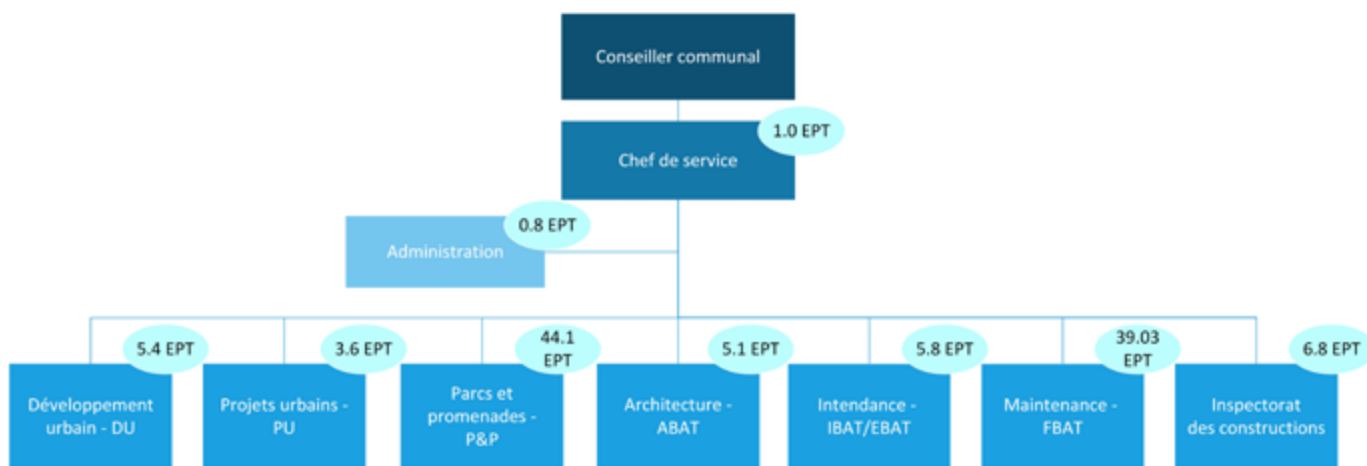 Conseiller communal
1.0 EPT
Chef de service
0.8 EPT
Administration
5.4 EPT
3.6 EPT
44.1
EPT
5.1 EPT
5.8 EPT
39.03
EPT
6.8 EPT
Développement
urbain - DU
Projets urbains -
PU
Parcs et
promenades -
P&P
Architecture -
ABAT
Intendance -
IBAT/EBAT
Maintenance -
FBAT
Inspectorat
des constructions